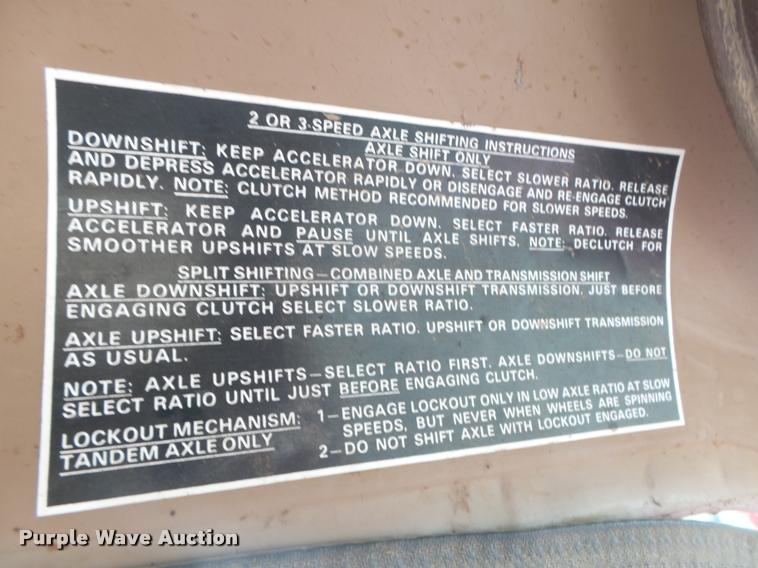 2 OR 3-SPEED AXLE SHIFTING INSTRUCTIONS
AXLE SHIFT ONLY
DOWNSHIFT: KEEP ACCELERATOR DOWN. SELECT SLOWER RATIO. RELEASE
AND DEPRESS ACCELERATOR RAPIDLY OR DISENGAGE AND RE-ENGAGE CLUTCH
RAPIDLY. NOTE: CLUTCH METHOD RECOMMENDED FOR SLOWER SPEEDS.
UPSHIFT: KEEP ACCELERATOR DOWN. SELECT FASTER RATIO. RELEASE
ACCELERATOR AND PAUSE UNTIL AXLE SHIFTS. NOTE: DECLUTCH FOR
SMOOTHER UPSHIFTS AT SLOW SPEEDS.
SPLIT SHIFTING—COMBINED AXLE AND TRANSMISSION SHIFT
AXLE DOWNSHIFT: UPSHIFT OR DOWNSHIFT TRANSMISSION. JUST BEFORE
ENGAGING CLUTCH SELECT SLOWER RATIO.
AXLE UPSHIFT: SELECT FASTER RATIO. UPSHIFT OR DOWNSHIFT TRANSMISSION
AS USUAL.
NOTE: AXLE UPSHIFTS—SELECT RATIO FIRST. AXLE DOWNSHIFTS—DO NOT
SELECT RATIO UNTIL JUST BEFORE ENGAGING CLUTCH.
LOCKOUT MECHANISM: 1—ENGAGE LOCKOUT ONLY IN LOW AXLE RATIO AT SLOW
SPEEDS, BUT NEVER WHEN WHEELS ARE SPINNING
TANDEM AXLE ONLY 2—DO NOT SHIFT AXLE WITH LOCKOUT ENGAGED.
Purple Wave Auction